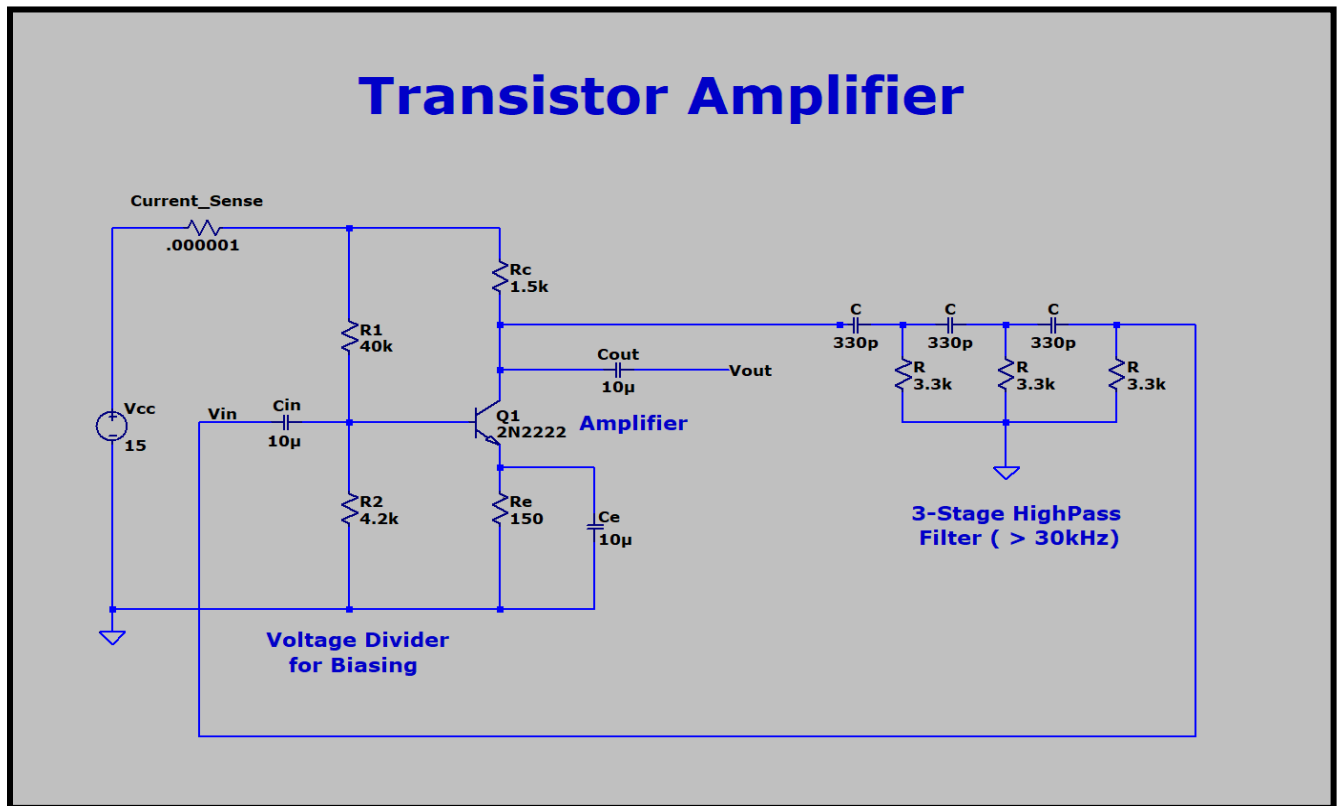 Transistor Amplifier
Current_Sense
.000001
Rc
1.5k
C
C
C
330p
330p
330p
R1
40k
Cout
10µ
Vout
R
3.3k
R
3.3k
R
3.3k
Vcc
15
Vin
Cin
10µ
Q1
2N2222
Amplifier
R2
4.2k
Re
150
Ce
10µ
3-Stage HighPass
Filter ( > 30kHz)
Voltage Divider
for Biasing